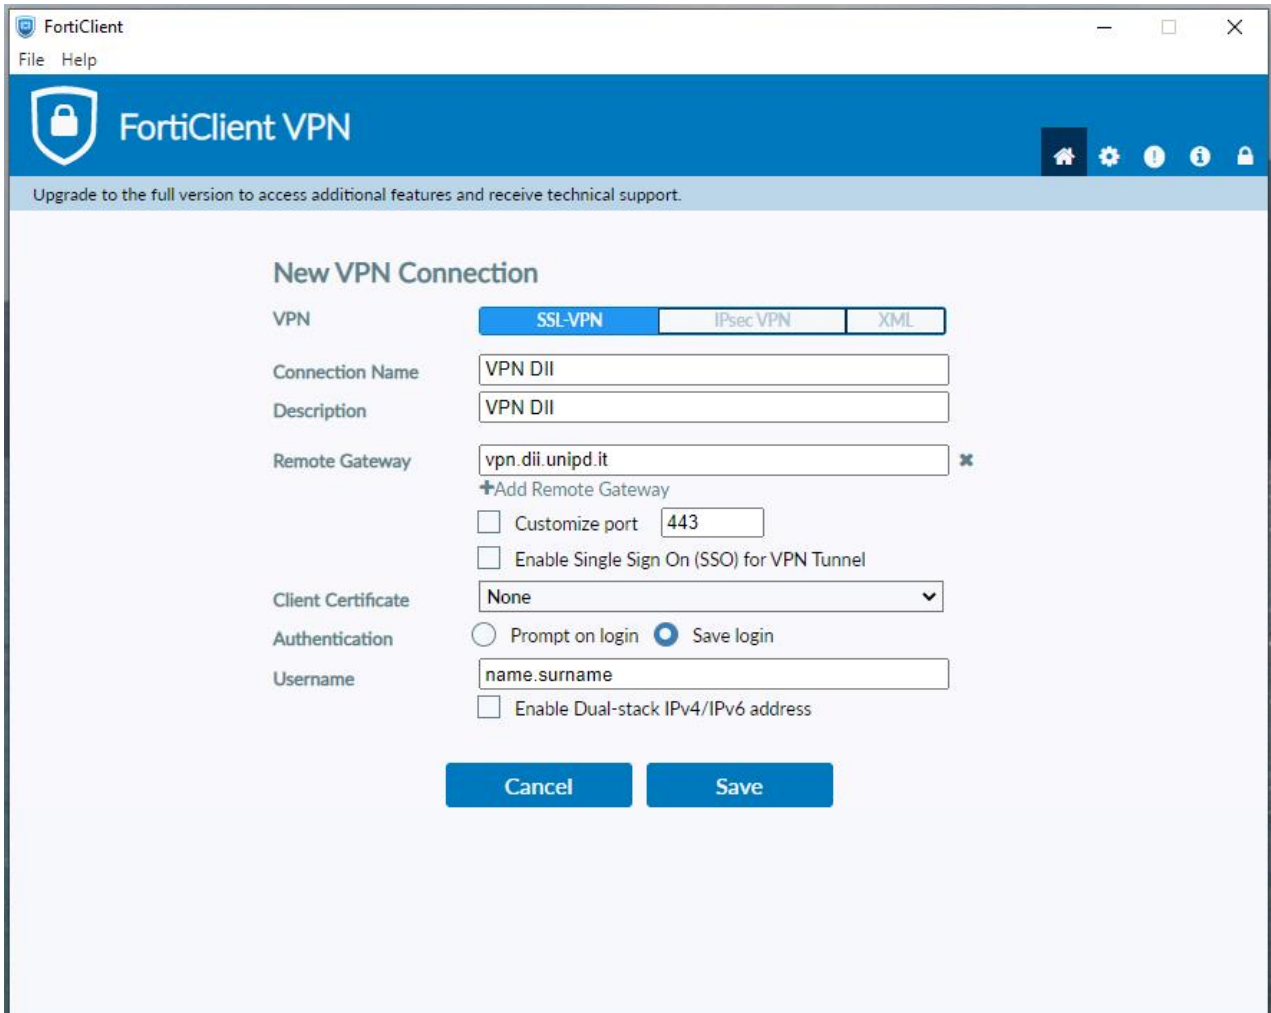 FortiClient
File Help
FortiClient VPN
Upgrade to the full version to access additional features and receive technical support.
New VPN Connection
VPN SSL-VPN IPsec VPN XML
Connection Name VPN DII
Description VPN DII
Remote Gateway vpn.dii.unipd.it
+Add Remote Gateway
Customize port 443
Enable Single Sign On (SSO) for VPN Tunnel
Client Certificate None
Authentication Prompt on login Save login
Username name.surname
Enable Dual-stack IPv4/IPv6 address
Cancel Save